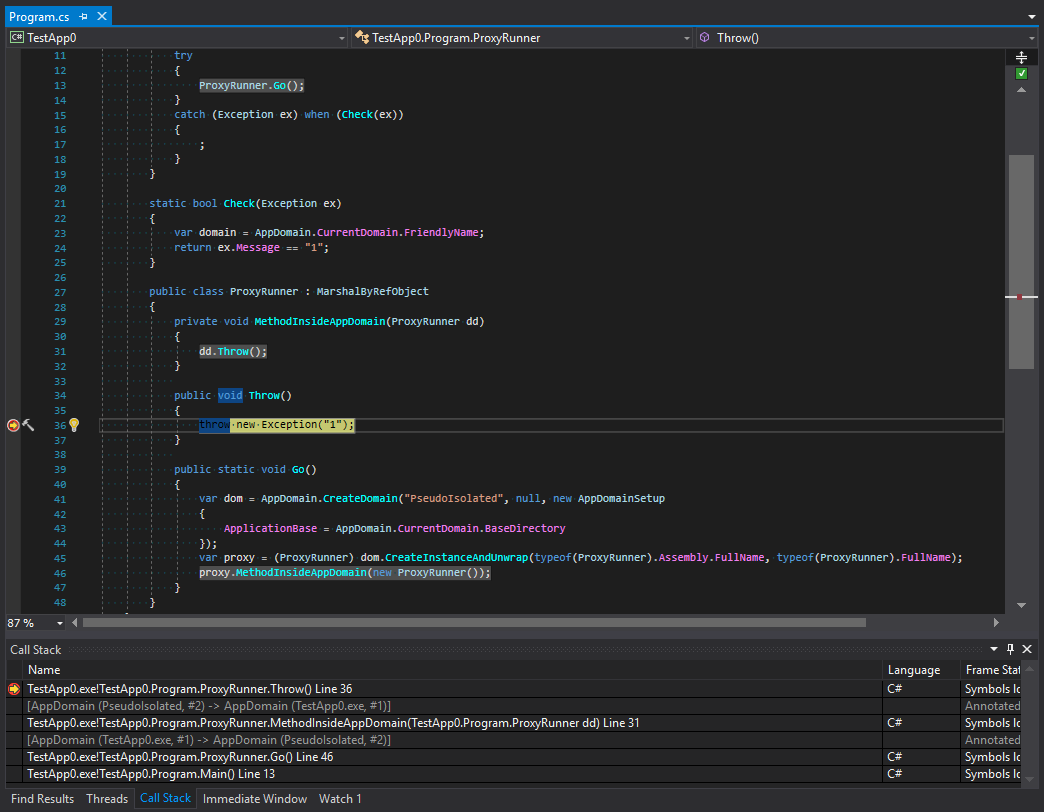 Program.cs
TestApp0 TestApp0.Program.ProxyRunner Throw()
11 try
12 {
13 ProxyRunner.Go();
14 }
15 catch (Exception ex) when (Check(ex))
16 {
17 ;
18 }
19 }
20
21 static bool Check(Exception ex)
22 {
23 var domain = AppDomain.CurrentDomain.FriendlyName;
24 return ex.Message == "1";
25 }
26
27 public class ProxyRunner : MarshalByRefObject
28 {
29 private void MethodInsideAppDomain(ProxyRunner dd)
30 {
31 dd.Throw();
32 }
33
34 public void Throw()
35 {
36 throw new Exception("1");
37 }
38
39 public static void Go()
40 {
41 var dom = AppDomain.CreateDomain("PseudoIsolated", null, new AppDomainSetup
42 {
43 ApplicationBase = AppDomain.CurrentDomain.BaseDirectory
44 });
45 var proxy = (ProxyRunner) dom.CreateInstanceAndUnwrap(typeof(ProxyRunner).Assembly.FullName, typeof(ProxyRunner).FullName);
46 proxy.MethodInsideAppDomain(new ProxyRunner());
47 }
48 }
87 %
Call Stack
Name Language Frame Stat
TestApp0.exe!TestApp0.Program.ProxyRunner.Throw() Line 36 C# Symbols lc
[AppDomain (PseudoIsolated, #2) -> AppDomain (TestApp0.exe, #1)] Annotated
TestApp0.exe!TestApp0.Program.ProxyRunner.MethodInsideAppDomain(TestApp0.Program.ProxyRunner dd) Line 31 C# Symbols lc
[AppDomain (TestApp0.exe, #1) -> AppDomain (PseudoIsolated, #2)] Annotated
TestApp0.exe!TestApp0.Program.ProxyRunner.Go() Line 46 C# Symbols lc
TestApp0.exe!TestApp0.Program.Main() Line 13 C# Symbols lc
Find Results Threads Call Stack Immediate Window Watch 1